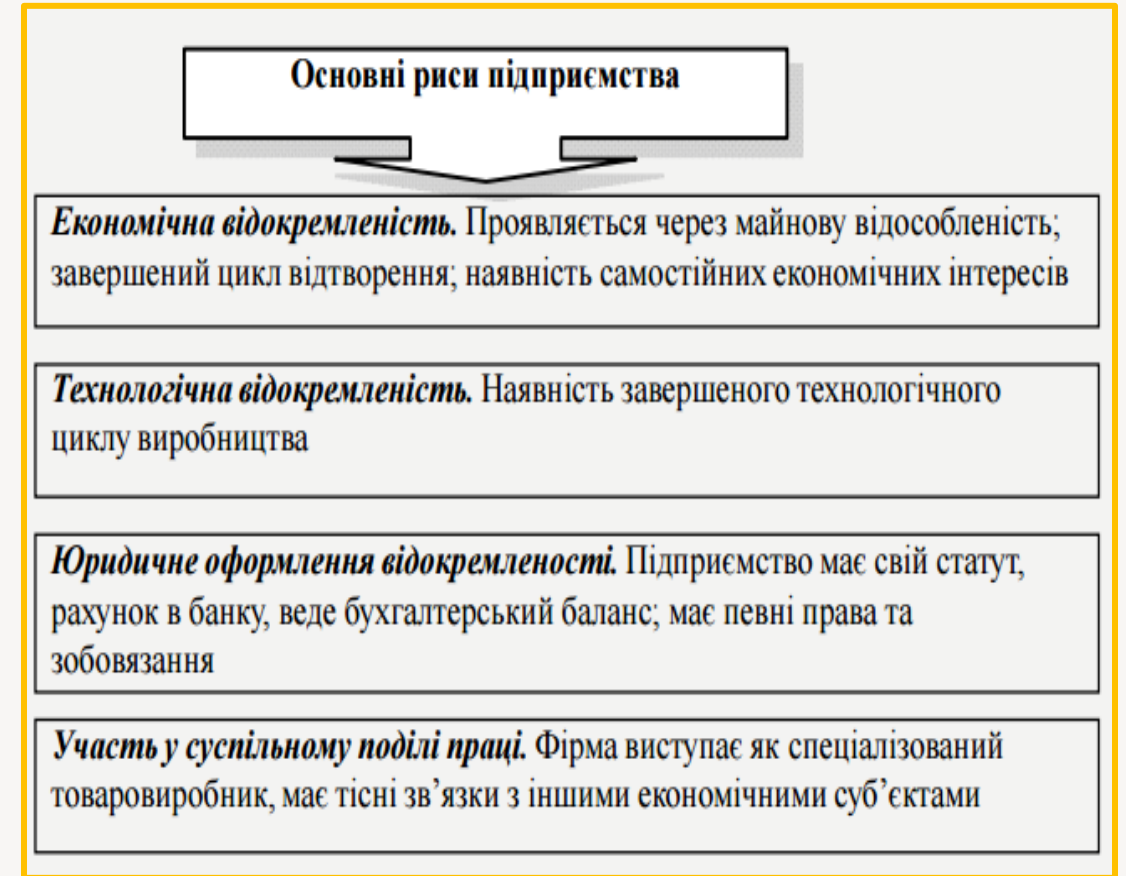 Основні риси підприємства
Економічна відокремленість. Проявляється через майнову відособленість;
завершений цикл відтворення; наявність самостійних економічних інтересів
Технологічна відокремленість. Наявність завершеного технологічного
циклу виробництва
Юридичне оформлення відокремленості. Підприємство має свій статут,
рахунок в банку, веде бухгалтерський баланс; має певні права та
зобовязання
Участь у суспільному поділі праці. Фірма виступає як спеціалізований
товаровиробник, має тісні зв’язки з іншими економічними суб’єктами